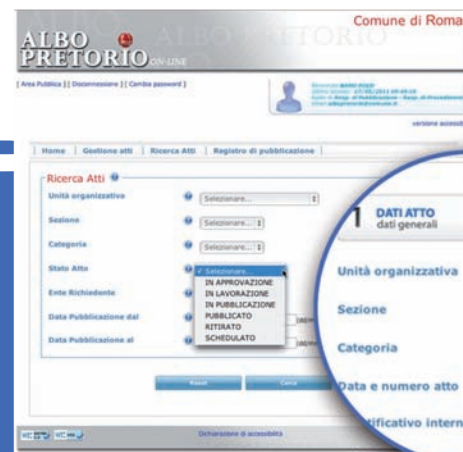 Comune di Roma
ALBO
PRETORIO ON-LINE
[ Area Pubblica ] [ Disconnessione ] [ Cambia password ]
versione accessib
| Home | Gestione atti | Ricerca Atti | Registro di pubblicazione |
Ricerca Atti
Unità organizzativa
Selezionare...
Sezione
Selezionare...
Categoria
Selezionare...
Stato Atto
Selezionare...
IN APPROVAZIONE
IN LAVORAZIONE
IN PUBBLICAZIONE
PUBBLICATO
RITIRATO
SCHEDULATO
Ente Richiedente
Data Pubblicazione dal
Data Pubblicazione al
Reset
Cerca
Dichiarazione di accessibilità
1 DATI ATTO
dati generali
Unità organizzativa
Sezione
Categoria
Data e numero atto
tificativo intern